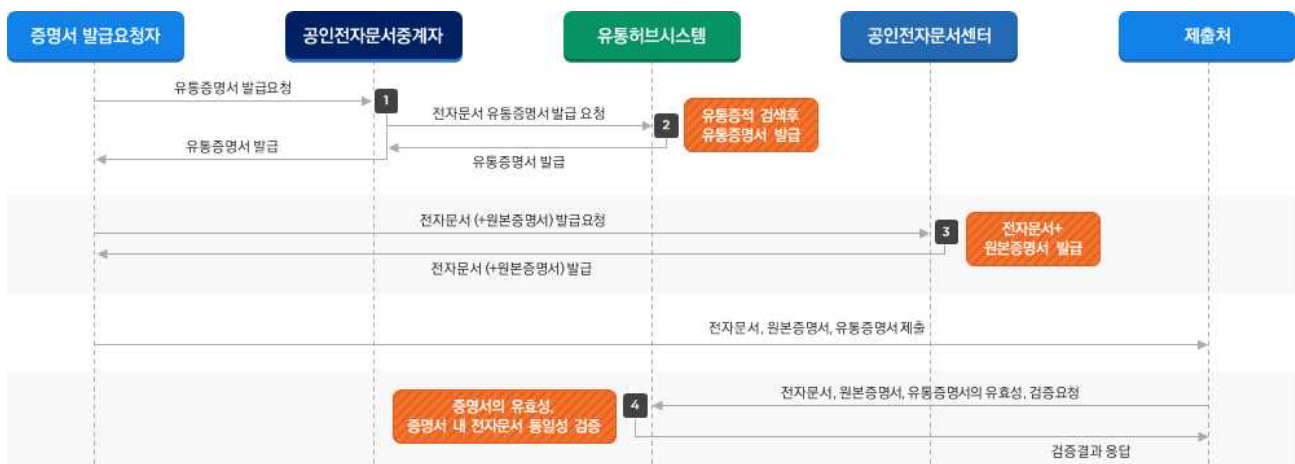 증명서 발급요청자
공인전자문서중계자
유통허브시스템
공인전자문서센터
제출처
유통증명서 발급요청
1
전자문서 유통증명서 발급 요청
2
유통증적 검색후
유통증명서 발급
유통증명서 발급
유통증명서 발급
전자문서 (+원본증명서) 발급요청
3
전자문서+
원본증명서 발급
전자문서 (+원본증명서) 발급
전자문서, 원본증명서, 유통증명서 제출
전자문서, 원본증명서, 유통증명서의 유효성, 검증요청
4
증명서의 유효성,
증명서 내 전자문서 동일성 검증
검증결과 응답